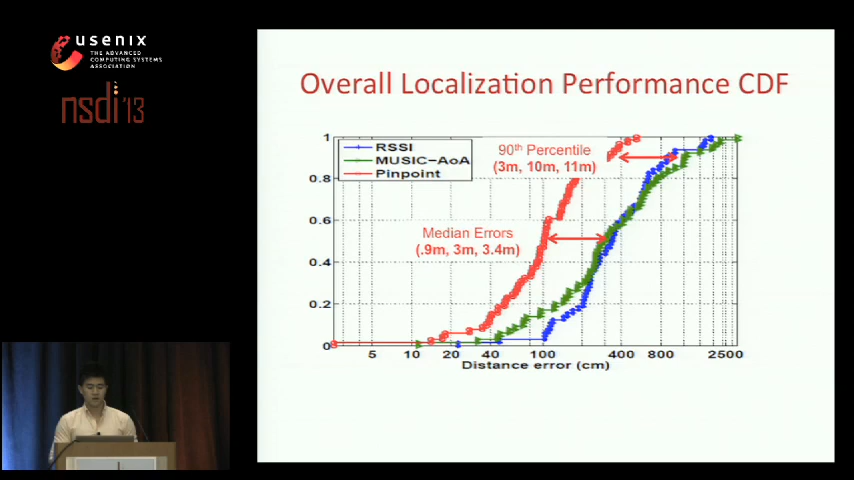 usenix
THE ADVANCED
COMPUTING SYSTEMS
ASSOCIATION
nsdi '13
Overall Localization Performance CDF
RSSI
MUSIC-AoA
Pinpoint
90th Percentile
(3m, 10m, 11m)
Median Errors
(.9m, 3m, 3.4m)
1
0.8
0.6
0.4
0.2
0
5 10 20 40 100 400 800 2500
Distance error (cm)